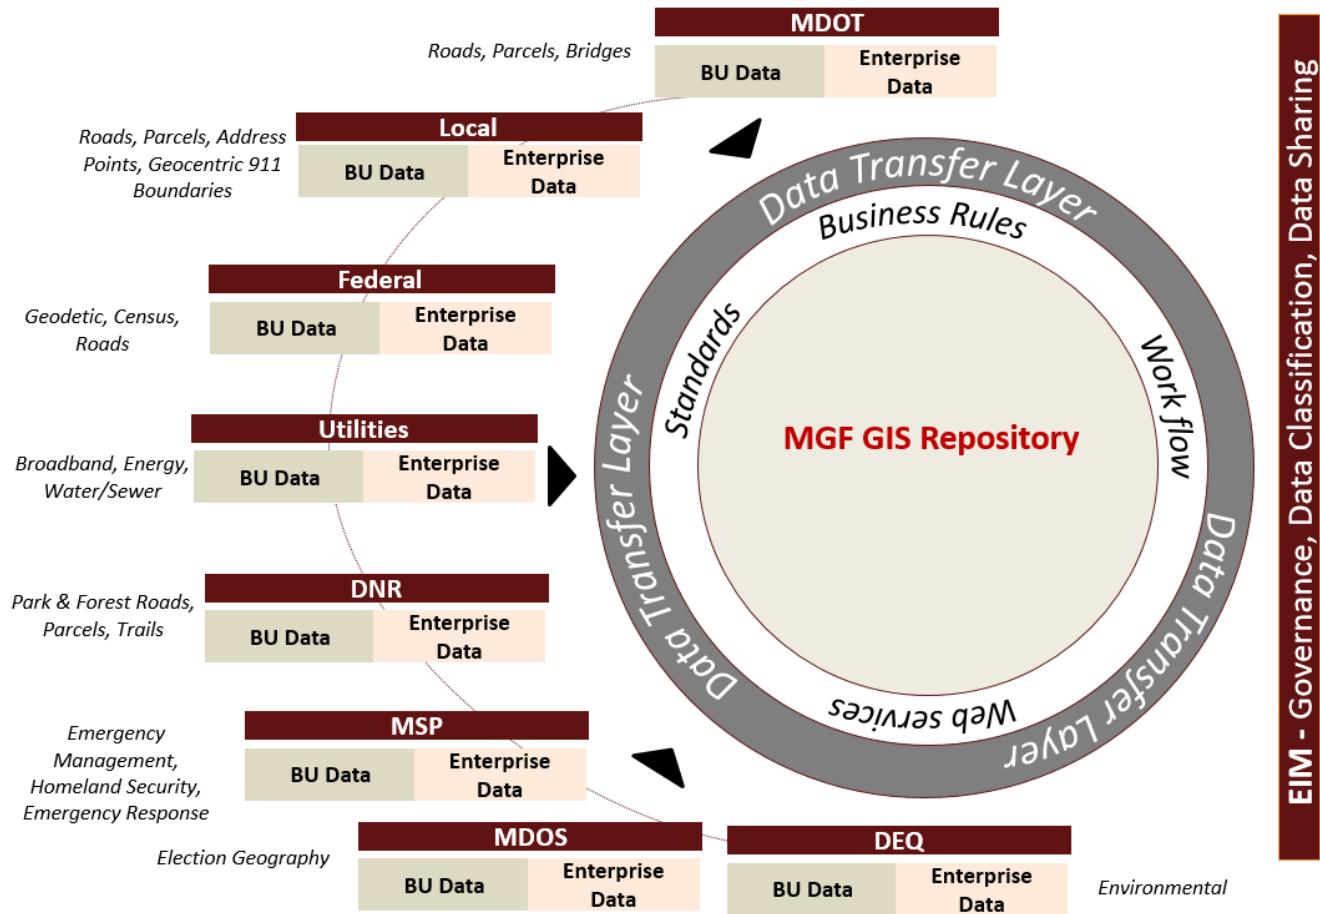 MDOT
Roads, Parcels, Bridges
BU Data
Enterprise
Data
Local
Roads, Parcels, Address
Points, Geocentric 911
Boundaries
BU Data
Enterprise
Data
Federal
Geodetic, Census,
Roads
BU Data
Enterprise
Data
Utilities
Broadband, Energy,
Water/Sewer
BU Data
Enterprise
Data
DNR
Park & Forest Roads,
Parcels, Trails
BU Data
Enterprise
Data
MSP
Emergency
Management,
Homeland Security,
Emergency Response
BU Data
Enterprise
Data
MDOS
Election Geography
BU Data
Enterprise
Data
DEQ
BU Data
Enterprise
Data
Environmental
Data Transfer Layer
Data Transfer Layer
Data Transfer Layer
Business Rules
Standards
Work flow
Web services
MGF GIS Repository
EIM - Governance, Data Classification, Data Sharing